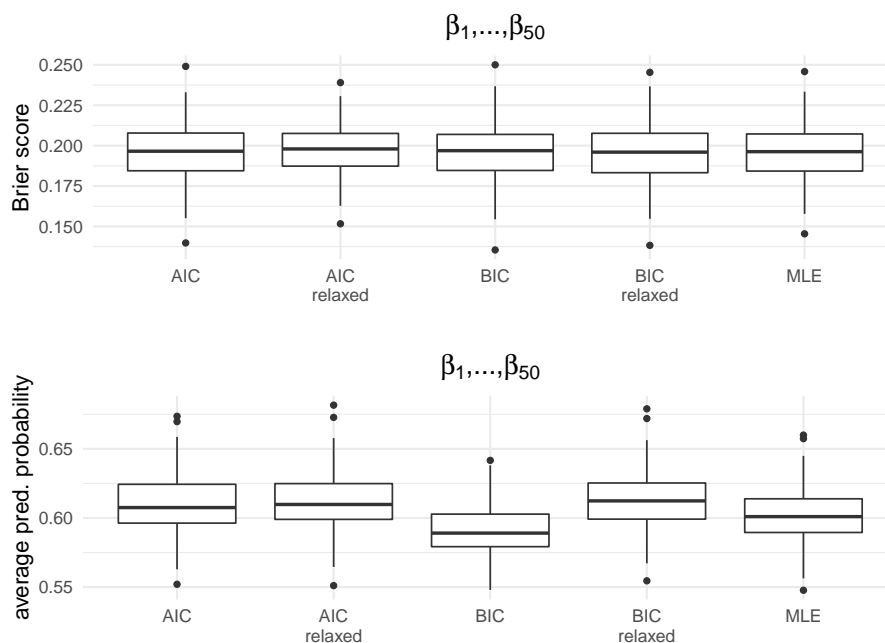 β1,...,β50
Brier score
0.250
0.225
0.200
0.175
0.150
AIC
AIC
relaxed
BIC
BIC
relaxed
MLE
β1,...,β50
average pred. probability
0.65
0.60
0.55
AIC
AIC
relaxed
BIC
BIC
relaxed
MLE